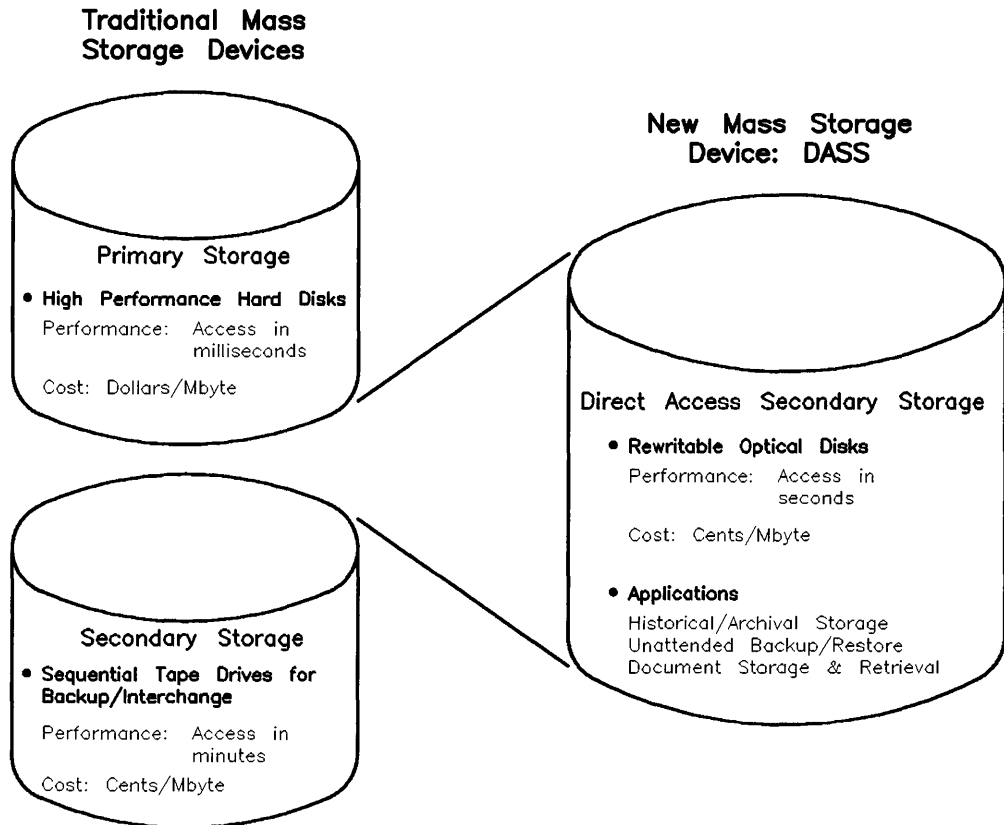 Traditional Mass
Storage Devices
Primary Storage
• High Performance Hard Disks
Performance: Access in
milliseconds
Cost: Dollars/Mbyte
Secondary Storage
• Sequential Tape Drives for
Backup/Interchange
Performance: Access in
minutes
Cost: Cents/Mbyte
New Mass Storage
Device: DASS
Direct Access Secondary Storage
• Rewritable Optical Disks
Performance: Access in
seconds
Cost: Cents/Mbyte
• Applications
Historical/Archival Storage
Unattended Backup/Restore
Document Storage & Retrieval